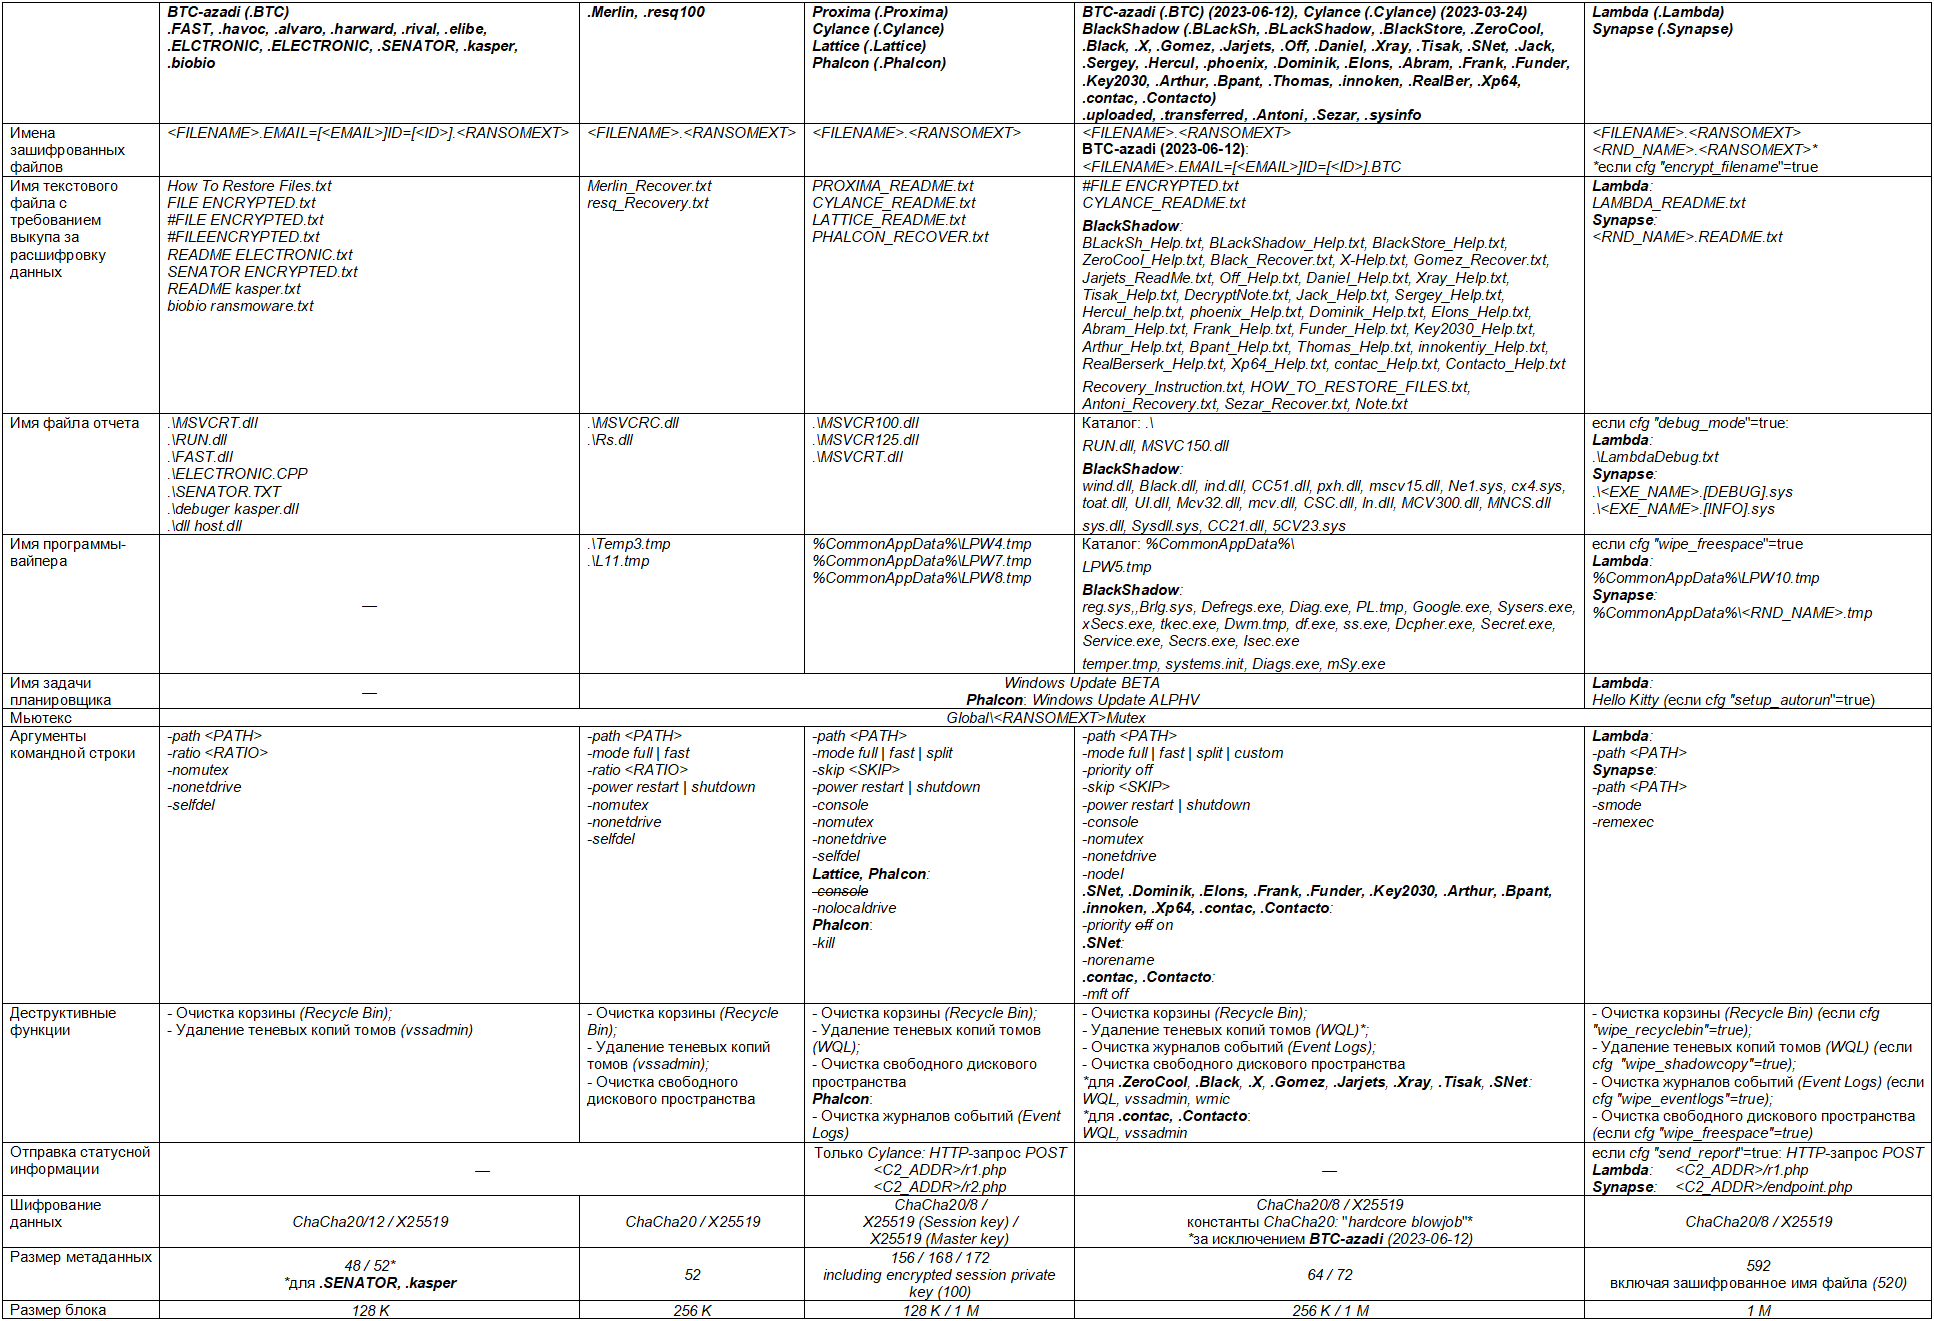 BTC-azadi (.BTC)
.FAST, .havoc, .alvaro, .harward, .rival, .elibe,
.ELCTRONIC, .ELECTRONIC, .SENATOR, .kasper,
.biobio
.Merlin, .resq100
Proxima (.Proxima)
Cylance (.Cylance)
Lattice (.Lattice)
Phalcon (.Phalcon)
BTC-azadi (.BTC) (2023-06-12), Cylance (.Cylance) (2023-03-24)
BlackShadow (.BLackSh, .BLackShadow, .BlackStore, .ZeroCool,
.Black, .X, .Gomez, .Jarjets, .Off, .Daniel, .Xray, .Tisak, .SNet, .Jack,
.Sergey, .Hercul, .phoenix, .Dominik, .Elons, .Abram, .Frank, .Funder,
.Key2030, .Arthur, .Bpant, .Thomas, .innoken, .RealBer, .Xp64,
.contac, .Contacto)
.uploaded, .transferred, .Antoni, .Sezar, .sysinfo
Lambda (.Lambda)
Synapse (.Synapse)
Имена
зашифрованных
файлов
<FILENAME>.EMAIL=[<EMAIL>]ID=[<ID>].<RANSOMEXT>
<FILENAME>.<RANSOMEXT>
<FILENAME>.<RANSOMEXT>
<FILENAME>.<RANSOMEXT>
BTC-azadi (2023-06-12):
<FILENAME>.EMAIL=[<EMAIL>]ID=[<ID>].BTC
<FILENAME>.<RANSOMEXT>
<RND_NAME>.<RANSOMEXT>*
*если cfg "encrypt_filename"=true
Имя текстового
файла с
требованием
выкупа за
расшифровку
данных
How To Restore Files.txt
FILE ENCRYPTED.txt
#FILE ENCRYPTED.txt
#FILEENCRYPTED.txt
README ELECTRONIC.txt
SENATOR ENCRYPTED.txt
README kasper.txt
biobio ransmoware.txt
Merlin_Recover.txt
resq_Recovery.txt
PROXIMA_README.txt
CYLANCE_README.txt
LATTICE_README.txt
PHALCON_RECOVER.txt
#FILE ENCRYPTED.txt
CYLANCE_README.txt
BlackShadow:
BLackSh_Help.txt, BLackShadow_Help.txt, BlackStore_Help.txt,
ZeroCool_Help.txt, Black_Recover.txt, X-Help.txt, Gomez_Recover.txt,
Jarjets_ReadMe.txt, Off_Help.txt, Daniel_Help.txt, Xray_Help.txt,
Tisak_Help.txt, DecryptNote.txt, Jack_Help.txt, Sergey_Help.txt,
Hercul_help.txt, phoenix_Help.txt, Dominik_Help.txt, Elons_Help.txt,
Abram_Help.txt, Frank_Help.txt, Funder_Help.txt, Key2030_Help.txt,
Arthur_Help.txt, Bpant_Help.txt, Thomas_Help.txt, innokentiy_Help.txt,
RealBerserk_Help.txt, Xp64_Help.txt, contac_Help.txt, Contacto_Help.txt
Recovery_Instruction.txt, HOW_TO_RESTORE_FILES.txt,
Antoni_Recovery.txt, Sezar_Recover.txt, Note.txt
Lambda:
LAMBDA_README.txt
Synapse:
<RND_NAME>.README.txt
Имя файла отчета
.\MSVCRT.dll
.\RUN.dll
.\FAST.dll
.\ELECTRONIC.CPP
.\SENATOR.TXT
.\debuger kasper.dll
.\dll host.dll
.\MSVCRC.dll
.\Rs.dll
.\MSVCR100.dll
.\MSVCR125.dll
.\MSVCRT.dll
Каталог: .\
RUN.dll, MSVC150.dll
BlackShadow:
wind.dll, Black.dll, ind.dll, CC51.dll, pxh.dll, mscv15.dll, Ne1.sys, cx4.sys,
toat.dll, UI.dll, Mcv32.dll, mcv.dll, CSC.dll, In.dll, MCV300.dll, MNCS.dll
sys.dll, Sysdll.sys, CC21.dll, 5CV23.sys
если cfg "debug_mode"=true:
Lambda:
.\LambdaDebug.txt
Synapse:
.\<EXE_NAME>.[DEBUG].sys
.\<EXE_NAME>.[INFO].sys
Имя программы-
вайпера
—
.\Temp3.tmp
.\L11.tmp
%CommonAppData%\LPW4.tmp
%CommonAppData%\LPW7.tmp
%CommonAppData%\LPW8.tmp
Каталог: %CommonAppData%\
LPW5.tmp
BlackShadow:
reg.sys,,Brlg.sys, Defregs.exe, Diag.exe, PL.tmp, Google.exe, Sysers.exe,
xSecs.exe, tkec.exe, Dwm.tmp, df.exe, ss.exe, Dcpher.exe, Secret.exe,
Service.exe, Secrs.exe, Isec.exe
temper.tmp, systems.init, Diags.exe, mSy.exe
если cfg "wipe_freespace"=true
Lambda:
%CommonAppData%\LPW10.tmp
Synapse:
%CommonAppData%\<RND_NAME>.tmp
Имя задачи
планировщика
—
Windows Update BETA
Phalcon: Windows Update ALPHV
Lambda:
Hello Kitty (если cfg "setup_autorun"=true)
Мьютекс
Global\<RANSOMEXT>Mutex
Аргументы
командной строки
-path <PATH>
-ratio <RATIO>
-nomutex
-nonetdrive
-selfdel
-path <PATH>
-mode full | fast
-ratio <RATIO>
-power restart | shutdown
-nomutex
-nonetdrive
-selfdel
-path <PATH>
-mode full | fast | split
-skip <SKIP>
-power restart | shutdown
-console
-nomutex
-nonetdrive
-selfdel
Lattice, Phalcon:
-console
-nolocaldrive
Phalcon:
-kill
-path <PATH>
-mode full | fast | split | custom
-priority off
-skip <SKIP>
-power restart | shutdown
-console
-nomutex
-nonetdrive
-nodel
.SNet, .Dominik, .Elons, .Frank, .Funder, .Key2030, .Arthur, .Bpant,
.innoken, .Xp64, .contac, .Contacto:
-priority off on
.SNet:
-norename
.contac, .Contacto:
-mft off
Lambda:
-path <PATH>
Synapse:
-path <PATH>
-smode
-remexec
Деструктивные
функции
- Очистка корзины (Recycle Bin);
- Удаление теневых копий томов (vssadmin)
- Очистка корзины (Recycle
Bin);
- Удаление теневых копий
томов (vssadmin);
- Очистка свободного
дискового пространства
- Очистка корзины (Recycle Bin);
- Удаление теневых копий томов
(WQL);
- Очистка свободного дискового
пространства
Phalcon:
- Очистка журналов событий (Event
Logs)
- Очистка корзины (Recycle Bin);
- Удаление теневых копий томов (WQL)*;
- Очистка журналов событий (Event Logs);
- Очистка свободного дискового пространства
*для .ZeroCool, .Black, .X, .Gomez, .Jarjets, .Xray, .Tisak, .SNet:
WQL, vssadmin, wmic
*для .contac, .Contacto:
WQL, vssadmin
- Очистка корзины (Recycle Bin) (если cfg
"wipe_recyclebin"=true);
- Удаление теневых копий томов (WQL) (если
cfg "wipe_shadowcopy"=true);
- Очистка журналов событий (Event Logs) (если
cfg "wipe_eventlogs"=true);
- Очистка свободного дискового пространства
(если cfg "wipe_freespace"=true)
Отправка статусной
информации
—
Только Cylance: HTTP-запрос POST
<C2_ADDR>/r1.php
<C2_ADDR>/r2.php
—
если cfg "send_report"=true: HTTP-запрос POST
Lambda: <C2_ADDR>/r1.php
Synapse: <C2_ADDR>/endpoint.php
Шифрование
данных
ChaCha20/12 / X25519
ChaCha20 / X25519
ChaCha20/8 /
X25519 (Session key) /
X25519 (Master key)
ChaCha20/8 / X25519
константы ChaCha20: "hardcore blowjob"*
*за исключением BTC-azadi (2023-06-12)
ChaCha20/8 / X25519
Размер метаданных
48 / 52*
*для .SENATOR, .kasper
52
156 / 168 / 172
including encrypted session private
key (100)
64 / 72
592
включая зашифрованное имя файла (520)
Размер блока
128 K
256 K
128 K / 1 M
256 K / 1 M
1 M